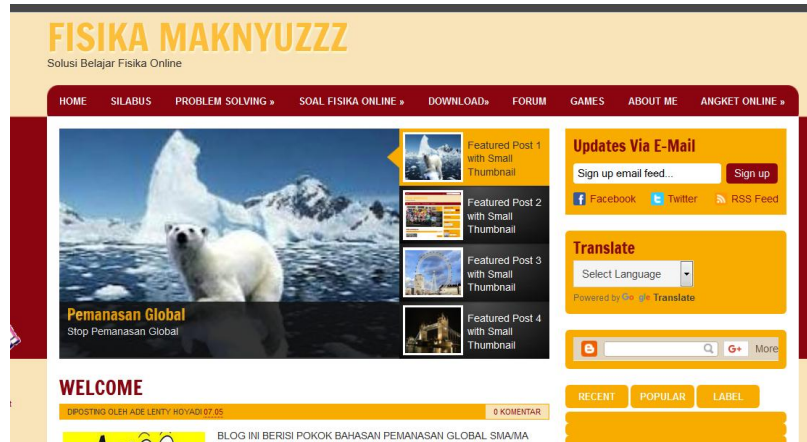 FISIKA MAKNYUZZZ
Solusi Belajar Fisika Online
HOME SILABUS PROBLEM SOLVING » SOAL FISIKA ONLINE » DOWNLOAD» FORUM GAMES ABOUT ME ANGKET ONLINE »
Featured Post 1
with Small
Thumbnail
Featured Post 2
with Small
Thumbnail
Featured Post 3
with Small
Thumbnail
Featured Post 4
with Small
Thumbnail
Pemanasan Global
Stop Pemanasan Global
Updates Via E-Mail
Sign up email feed... Sign up
Facebook Twitter RSS Feed
Translate
Select Language
Powered by Google Translate
G+ More
RECENT POPULAR LABEL
WELCOME
DIPOSTING OLEH ADE LENTY HOYADI 07.05 0 KOMENTAR
BLOG INI BERISI POKOK BAHASAN PEMANASAN GLOBAL SMA/MA